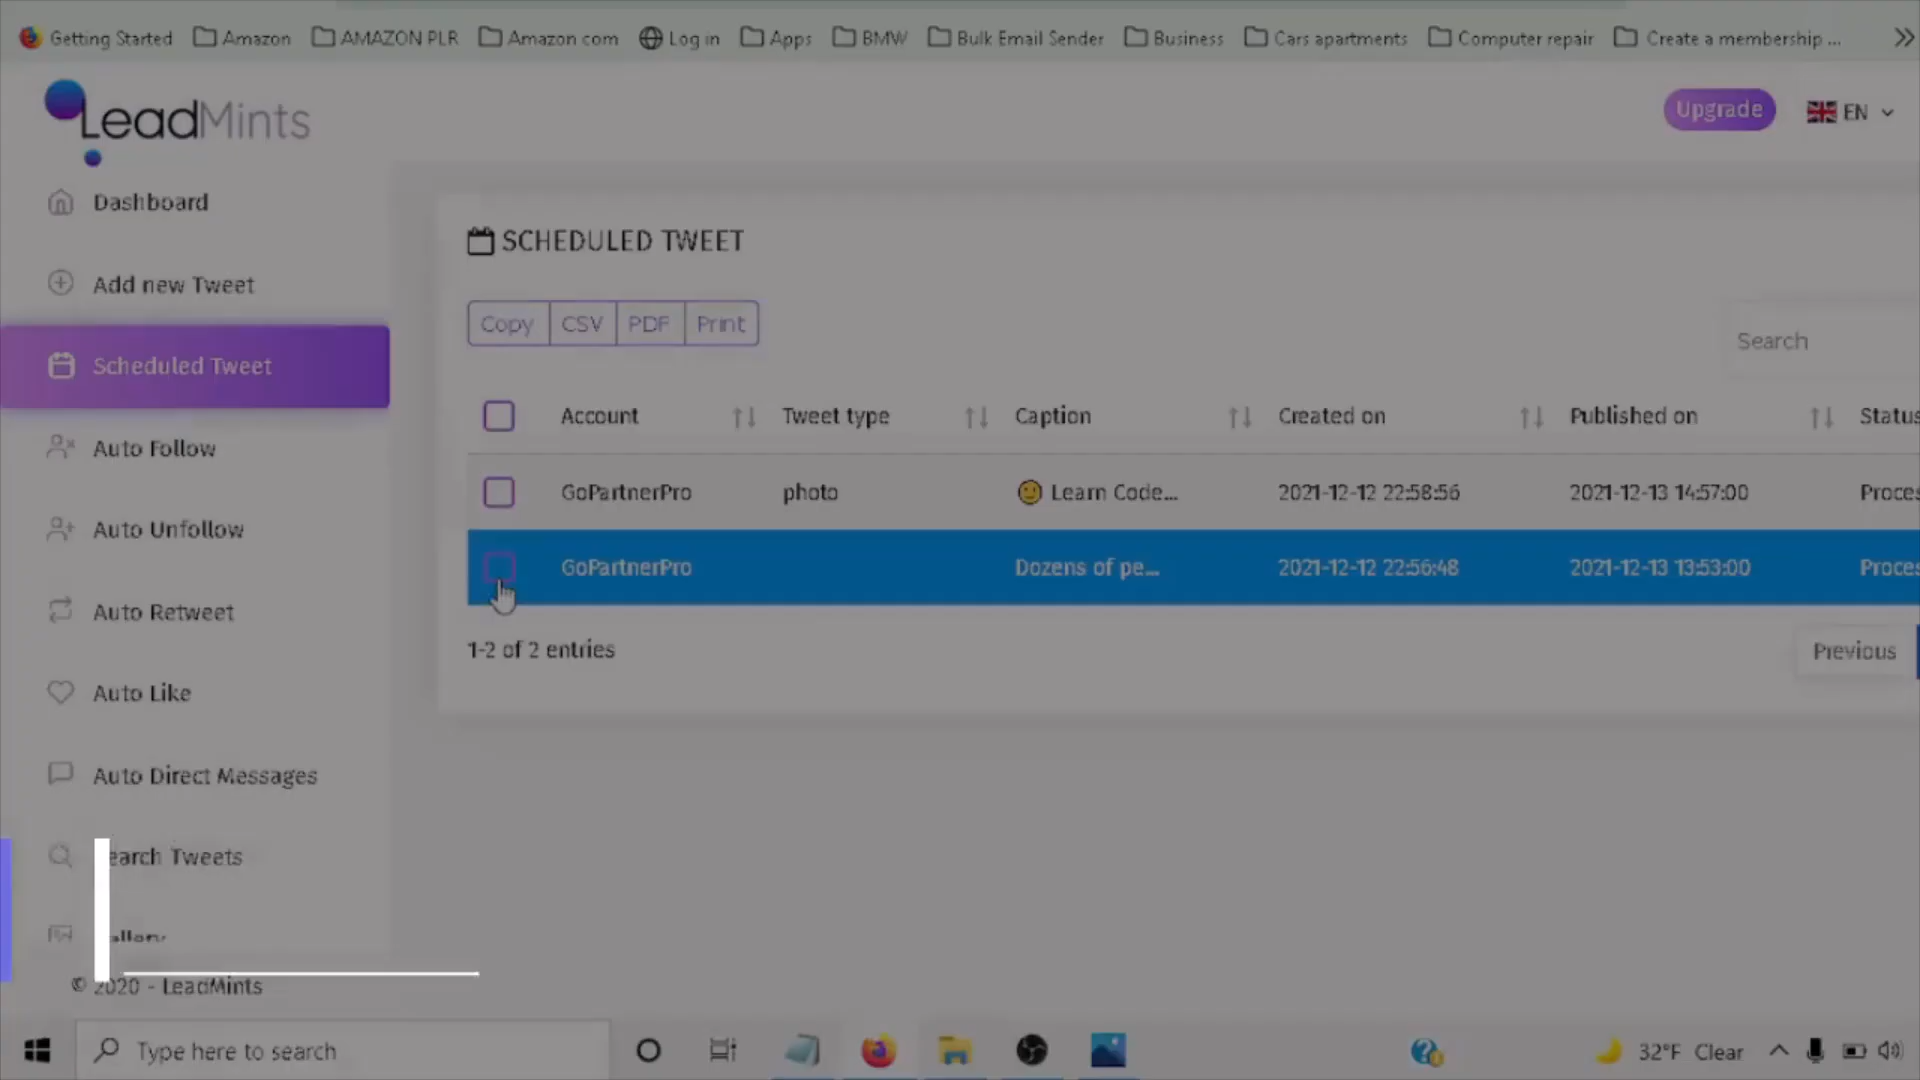 Getting Started Amazon AMAZON PLR Amazon com Log in Apps BMW Bulk Email Sender Business Cars apartments Computer repair Create a membership ...
LeadMints
Upgrade EN
Dashboard
Add new Tweet
Scheduled Tweet
Auto Follow
Auto Unfollow
Auto Retweet
Auto Like
Auto Direct Messages
earch Tweets
© 2020 - LeadMints
SCHEDULED TWEET
Copy CSV PDF Print
Search
Account Tweet type Caption Created on Published on Status
GoPartnerPro photo Learn Code... 2021-12-12 22:58:56 2021-12-13 14:57:00 Proces
GoPartnerPro Dozens of pe... 2021-12-12 22:56:48 2021-12-13 13:53:00 Proces
1-2 of 2 entries
Previous
Type here to search
32°F Clear